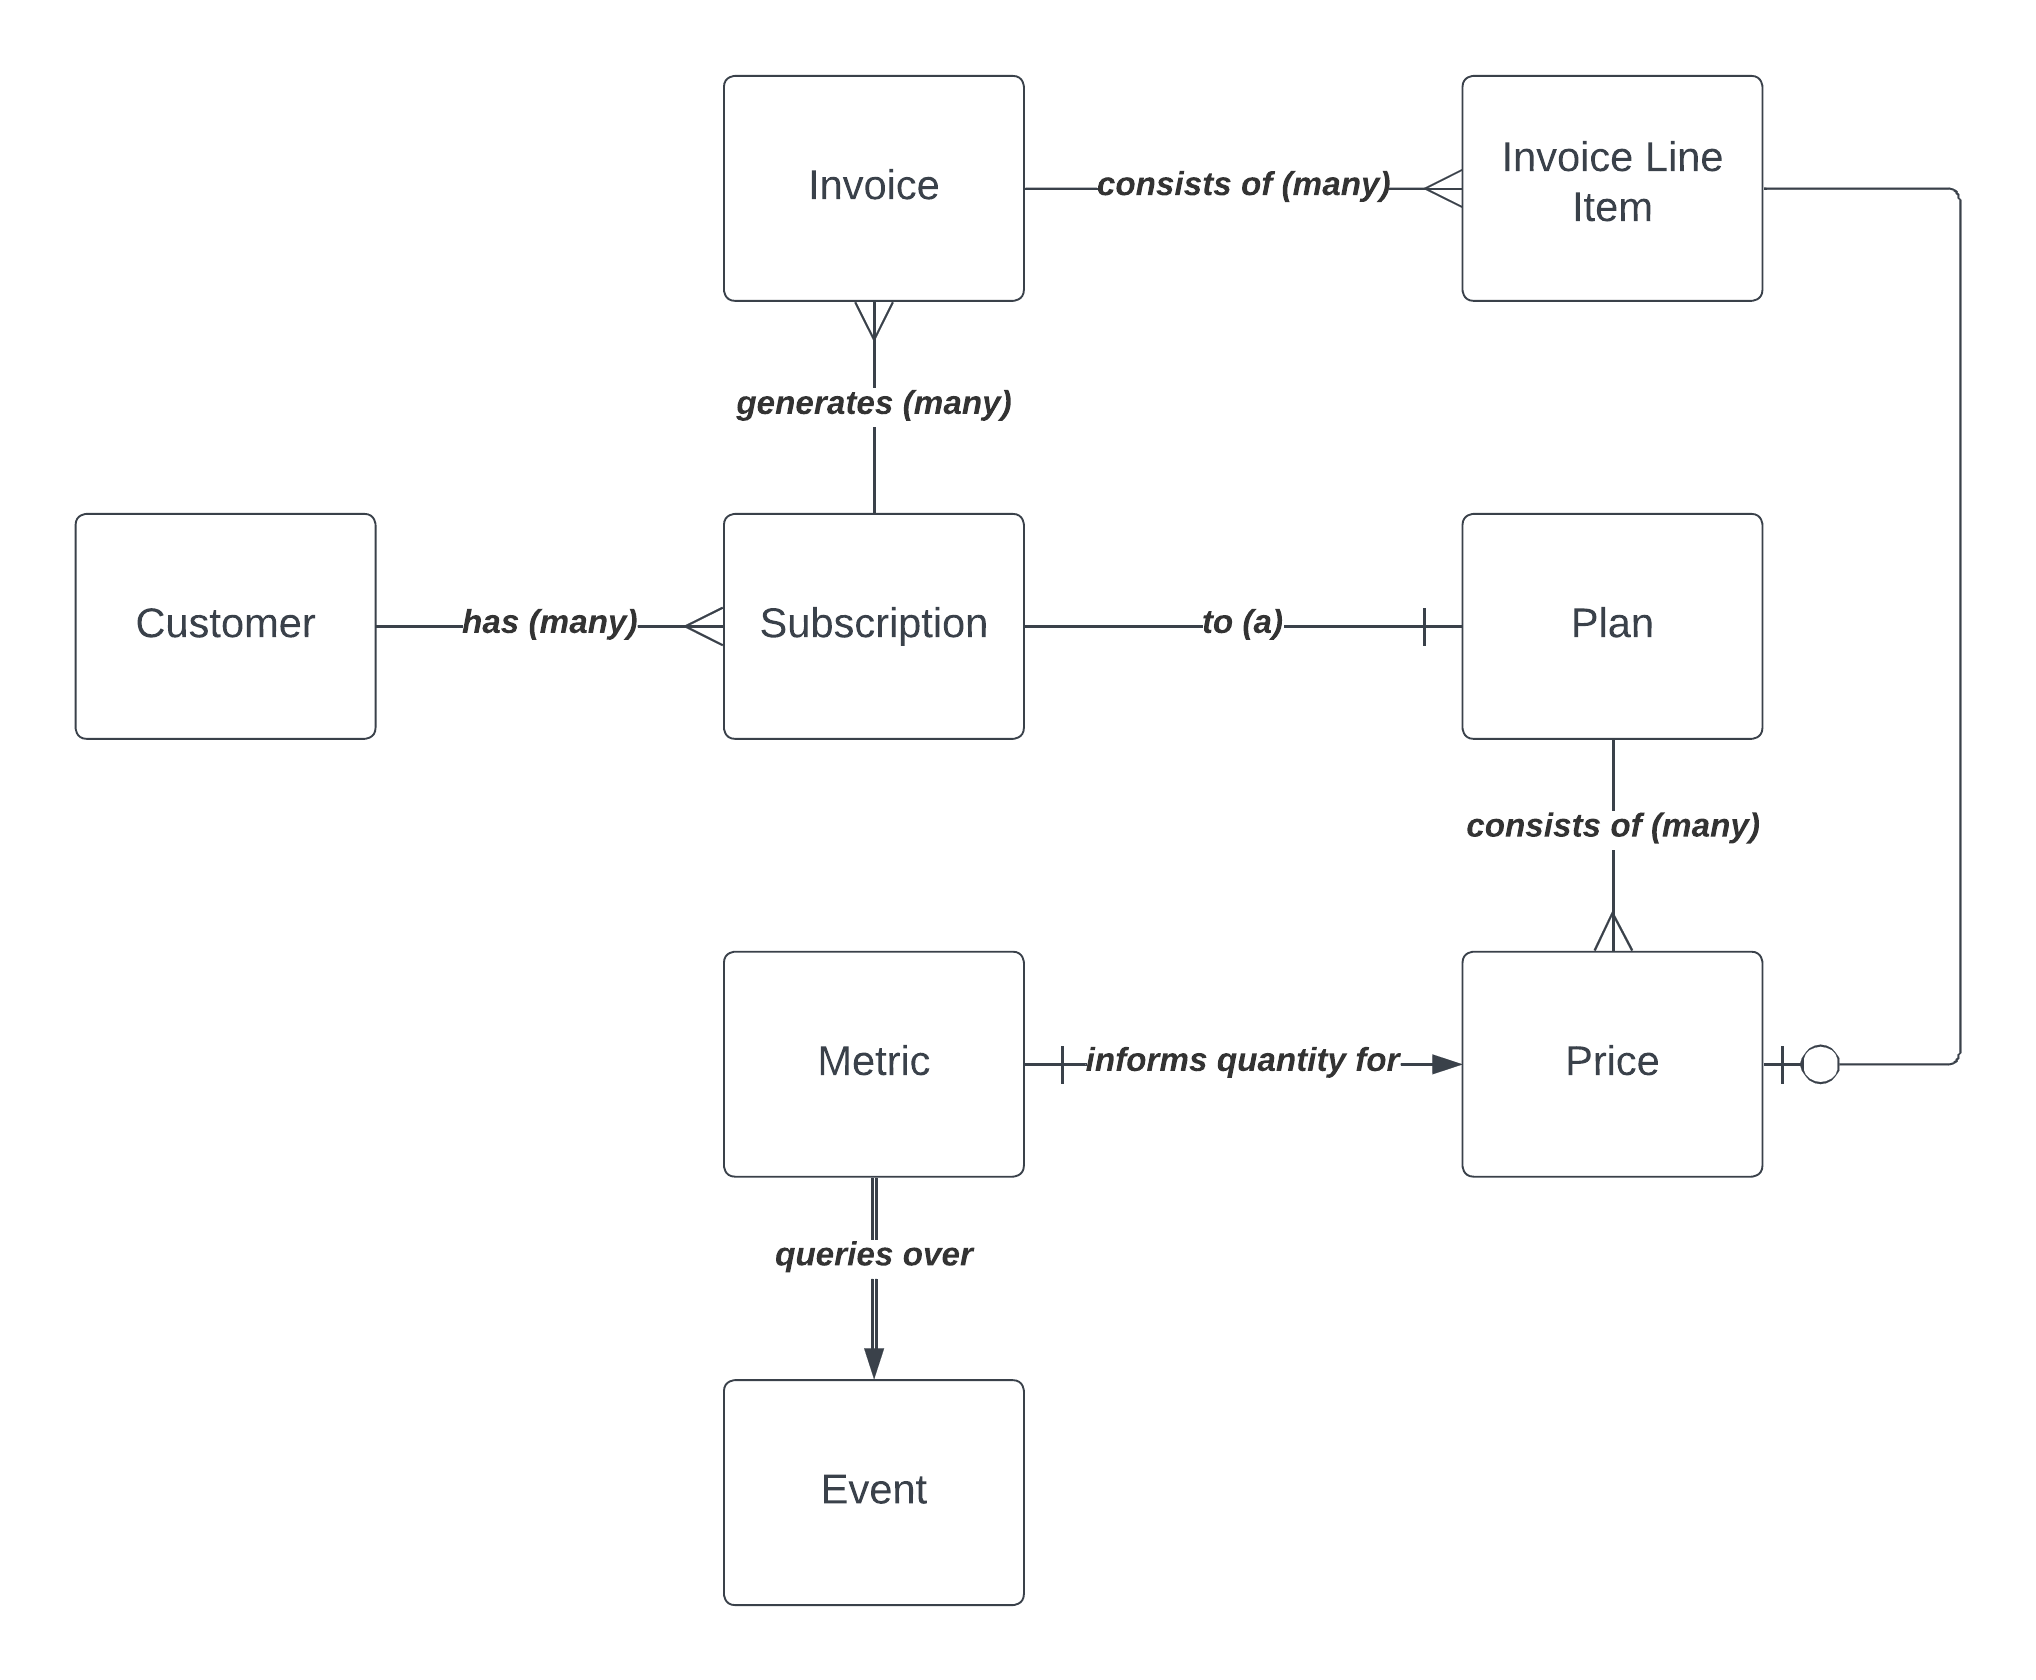 Invoice
consists of (many)
Invoice Line
Item
generates (many)
Customer
has (many)
Subscription
to (a)
Plan
consists of (many)
Metric
informs quantity for
Price
queries over
Event